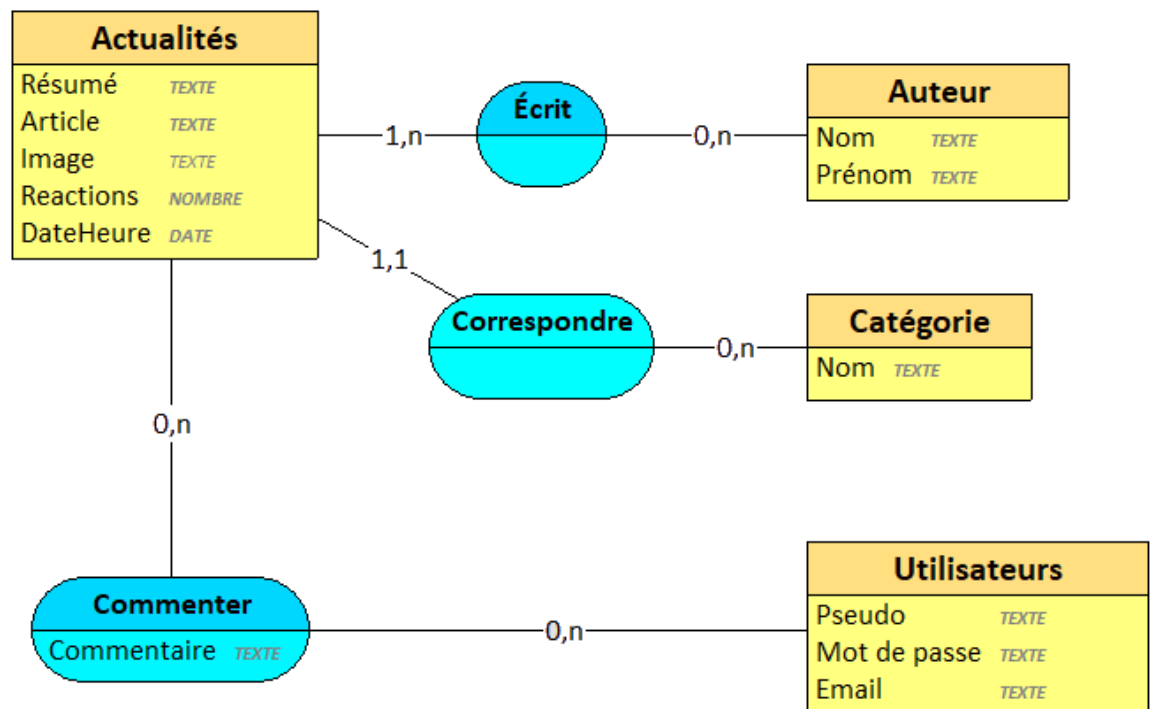 Actualités
Résumé TEXTE
Article TEXTE
Image TEXTE
Reactions NOMBRE
DateHeure DATE
1,n
Écrit
0,n
Auteur
Nom TEXTE
Prénom TEXTE
1,1
Correspondre
0,n
Catégorie
Nom TEXTE
0,n
Commenter
Commentaire TEXTE
0,n
Utilisateurs
Pseudo TEXTE
Mot de passe TEXTE
Email TEXTE